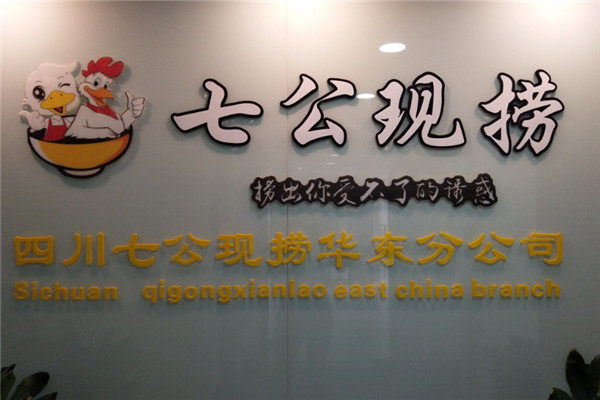 七公现捞
捞出你受不了的诱惑
四川七公现捞华东分公司
Sichuan qigongxianlao east china branch